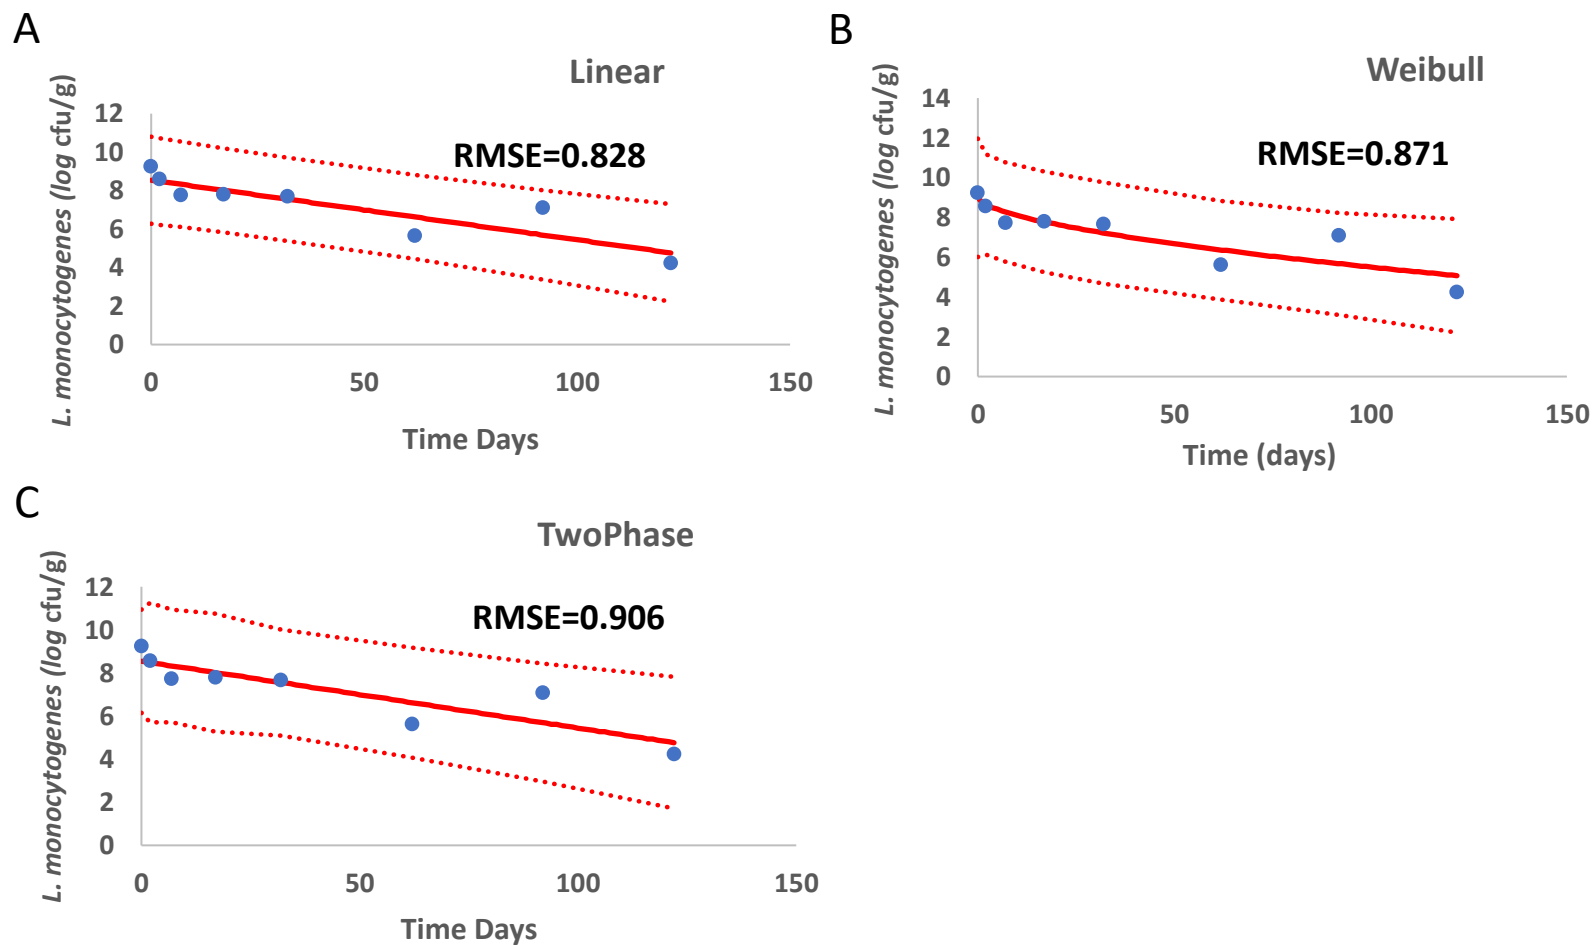 A
Linear
L. monocytogenes (log cfu/g)
12
10
8
6
4
2
0
RMSE=0.828
0 50 100 150
Time Days
B
Weibull
L. monocytogenes (log cfu/g)
14
12
10
8
6
4
2
0
RMSE=0.871
0 50 100 150
Time (days)
C
TwoPhase
L. monocytogenes (log cfu/g)
12
10
8
6
4
2
0
RMSE=0.906
0 50 100 150
Time Days